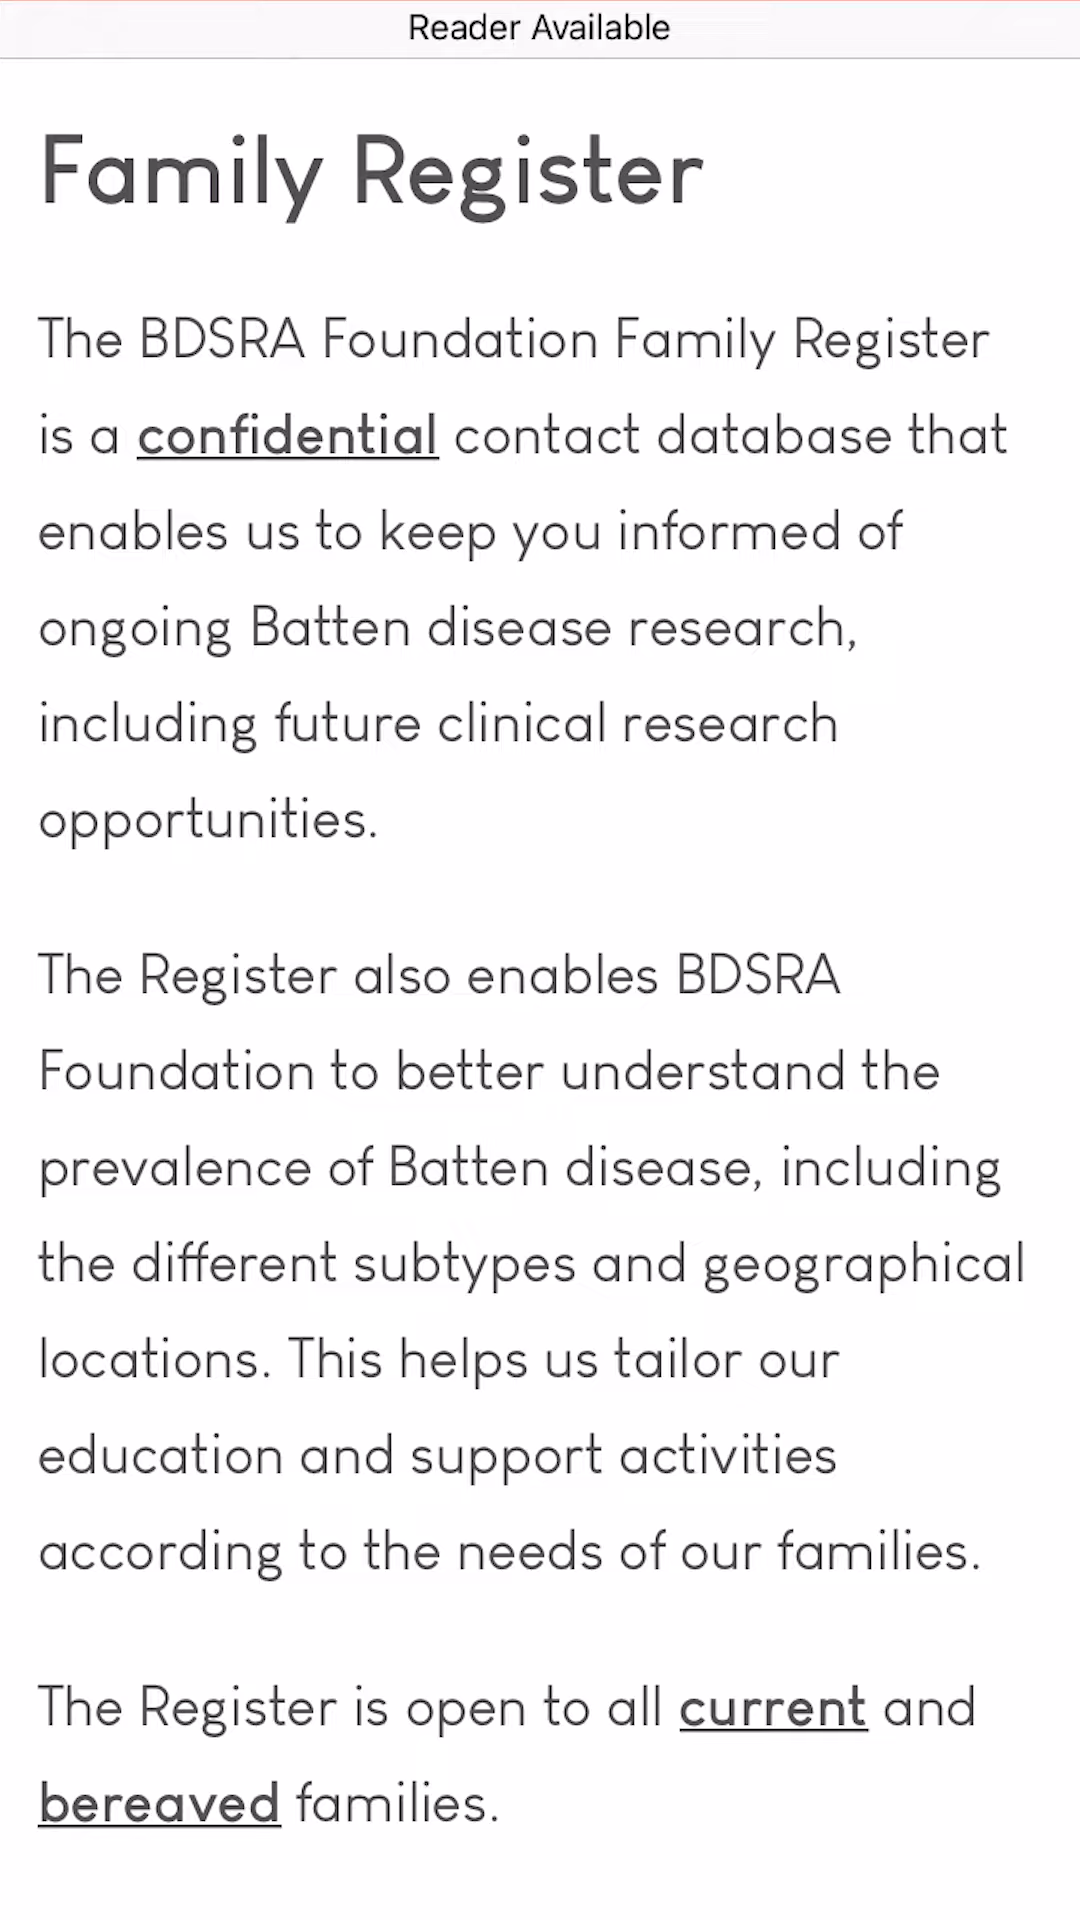 Reader Available
Family Register
The BDSRA Foundation Family Register
is a confidential contact database that
enables us to keep you informed of
ongoing Batten disease research,
including future clinical research
opportunities.
The Register also enables BDSRA
Foundation to better understand the
prevalence of Batten disease, including
the different subtypes and geographical
locations. This helps us tailor our
education and support activities
according to the needs of our families.
The Register is open to all current and
bereaved families.